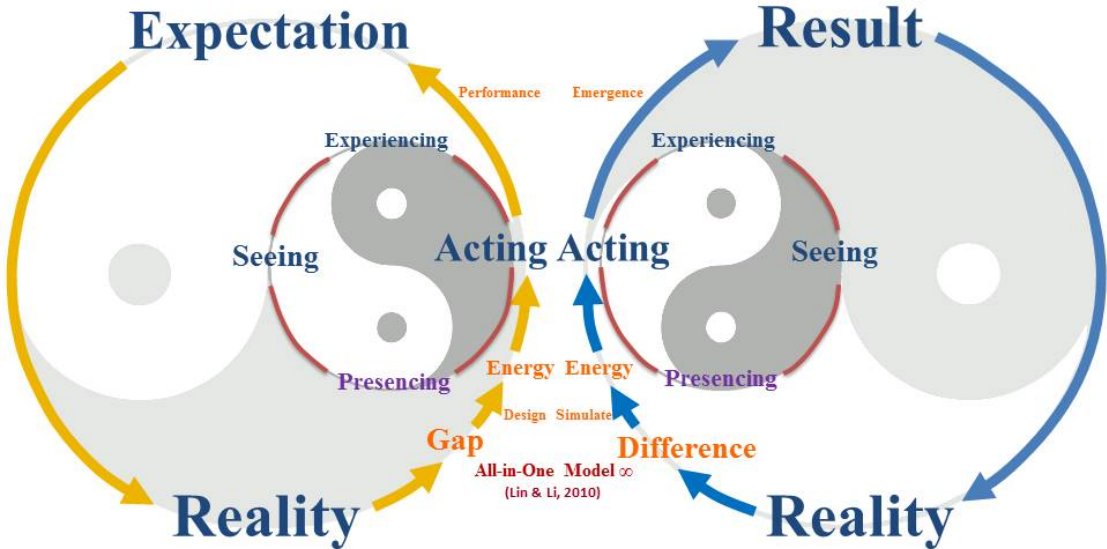 Expectation Result
Performance Emergence
Experiencing Experiencing
Seeing Acting Acting Seeing
Energy Energy
Presencing Presencing
Design Simulate
Gap Difference
All-in-One Model ∞
(Lin & Li, 2010)
Reality Reality